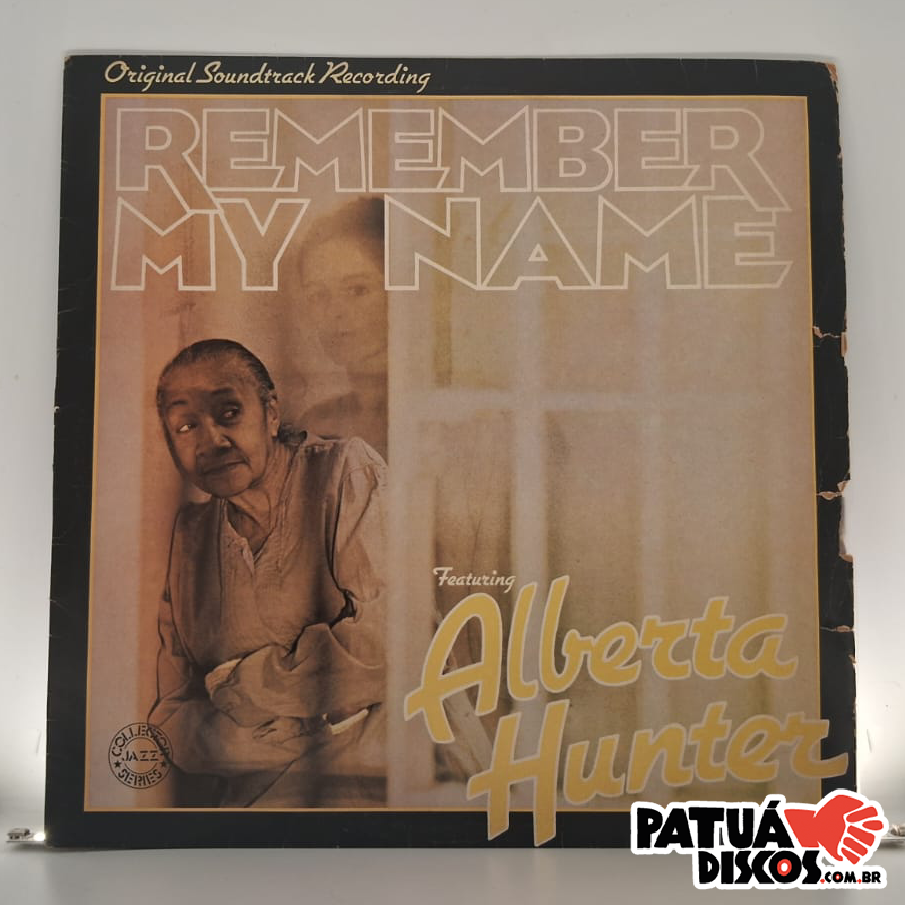 Original Soundtrack Recording
REMEMBER
MY NAME
Featuring
Alberta
Hunter
COLLECTOR
JAZZ
SERIES
PATUÁ
DISCOS.COM.BR